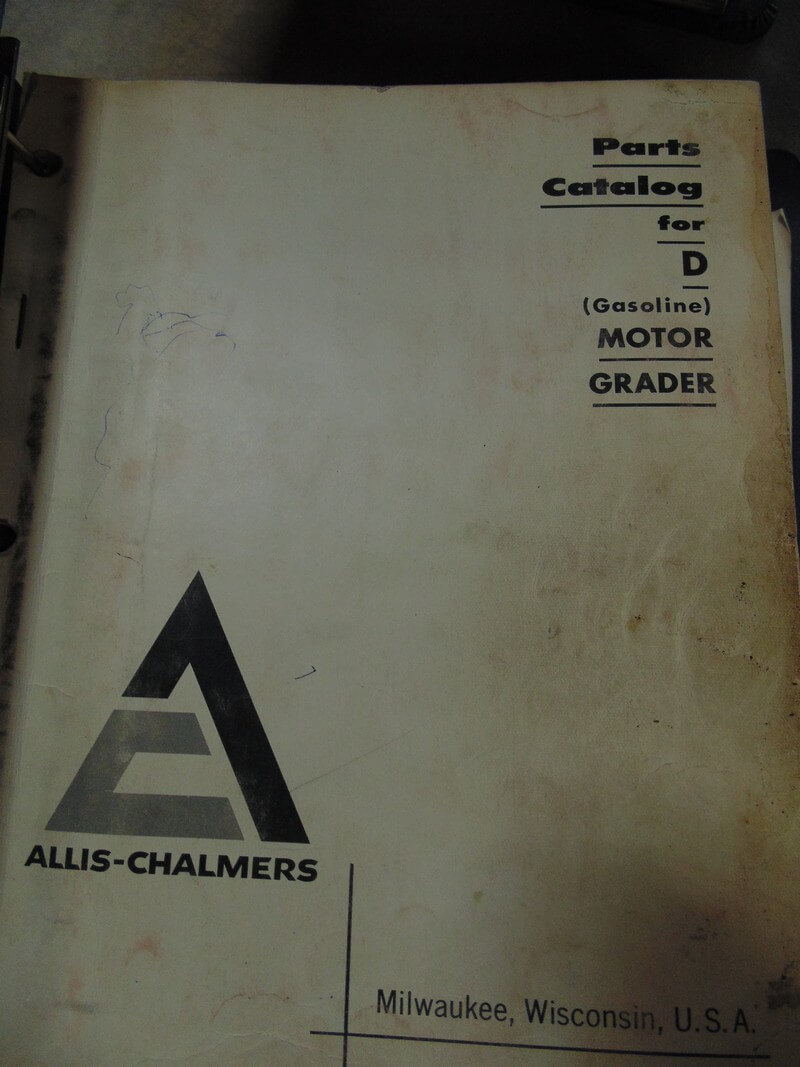 Parts
Catalog
for
D
(Gasoline)
MOTOR
GRADER
ALLIS-CHALMERS
Milwaukee, Wisconsin, U.S.A.